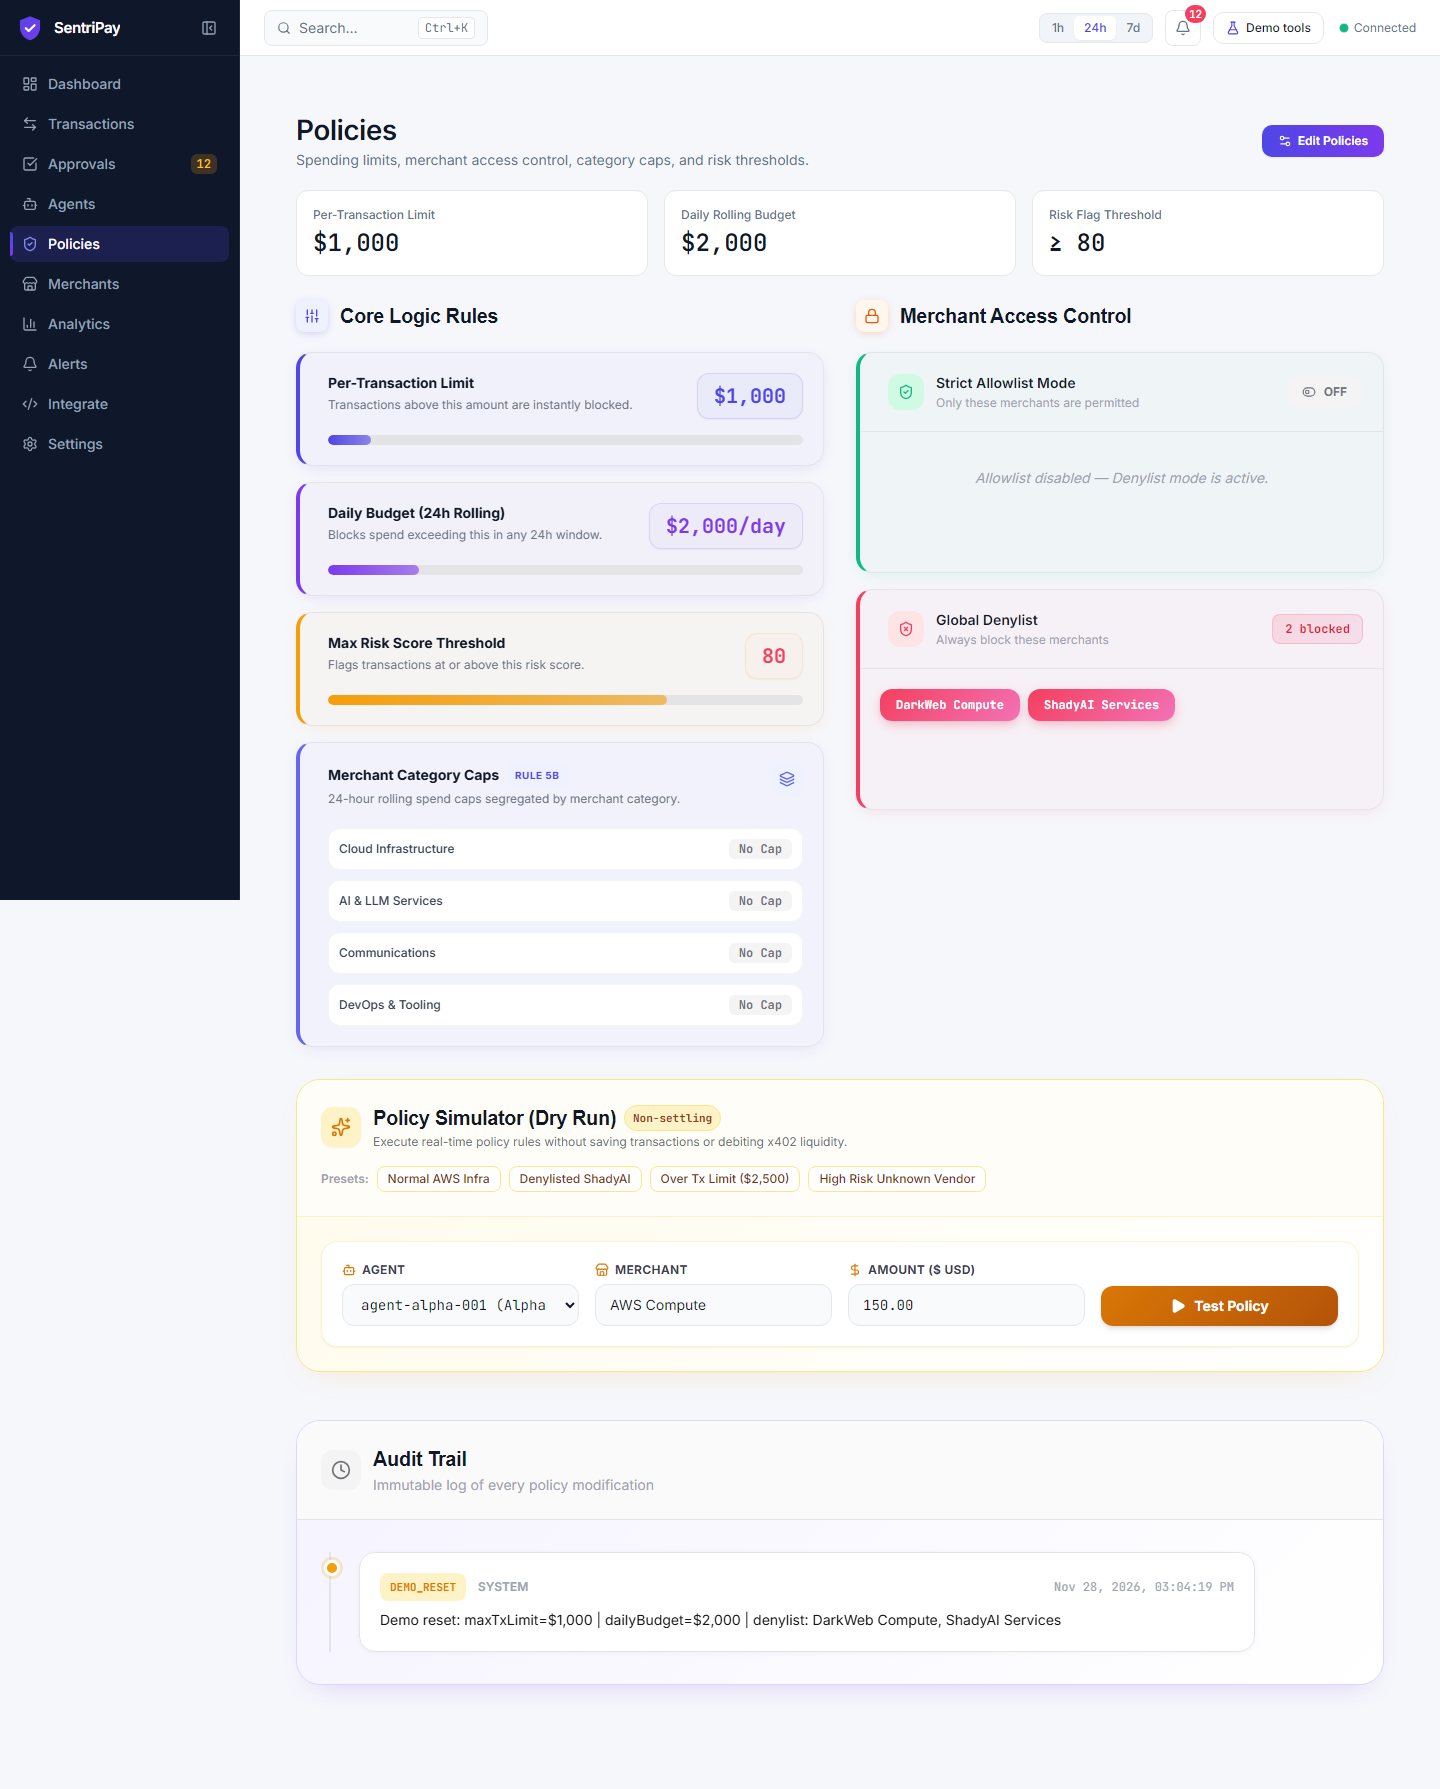 SentriPay
Search...
Ctrl+K
1h
24h
7d
12
Demo tools
Connected
Dashboard
Transactions
Approvals
12
Agents
Policies
Merchants
Analytics
Alerts
Integrate
Settings
Policies
Spending limits, merchant access control, category caps, and risk thresholds.
Edit Policies
Per-Transaction Limit
$1,000
Daily Rolling Budget
$2,000
Risk Flag Threshold
≥ 80
Core Logic Rules
Per-Transaction Limit
Transactions above this amount are instantly blocked.
$1,000
Daily Budget (24h Rolling)
Blocks spend exceeding this in any 24h window.
$2,000/day
Max Risk Score Threshold
Flags transactions at or above this risk score.
80
Merchant Category Caps
RULE 5B
24-hour rolling spend caps segregated by merchant category.
Cloud Infrastructure
No Cap
AI & LLM Services
No Cap
Communications
No Cap
DevOps & Tooling
No Cap
Merchant Access Control
Strict Allowlist Mode
Only these merchants are permitted
OFF
Allowlist disabled — Denylist mode is active.
Global Denylist
Always block these merchants
2 blocked
DarkWeb Compute
ShadyAI Services
Policy Simulator (Dry Run)
Non-settling
Execute real-time policy rules without saving transactions or debiting x402 liquidity.
Presets:
Normal AWS Infra
Denylisted ShadyAI
Over Tx Limit ($2,500)
High Risk Unknown Vendor
AGENT
agent-alpha-001 (Alpha
MERCHANT
AWS Compute
AMOUNT ($ USD)
150.00
Test Policy
Audit Trail
Immutable log of every policy modification
DEMO_RESET
SYSTEM
Nov 28, 2026, 03:04:19 PM
Demo reset: maxTxLimit=$1,000 | dailyBudget=$2,000 | denylist: DarkWeb Compute, ShadyAI Services